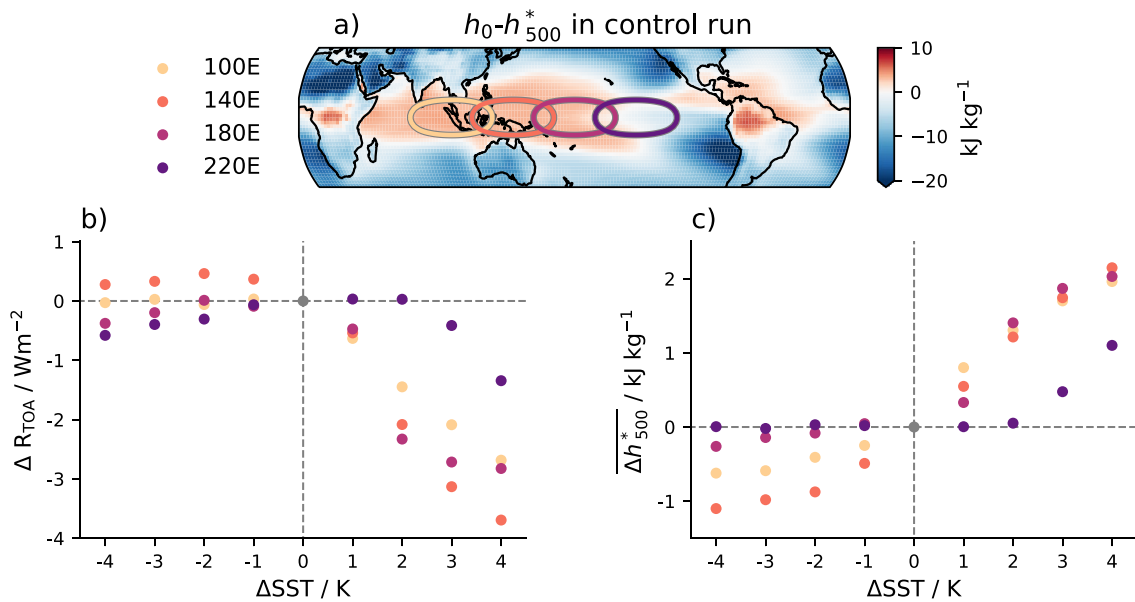 a) h₀-h*₅₀₀ in control run
100E
140E
180E
220E
10
0
−10
−20
kJ kg⁻¹
b)
1
0
-1
-2
-3
-4
Δ R_TOA / Wm⁻²
-4 -3 -2 -1 0 1 2 3 4
ΔSST / K
c)
2
1
0
-1
Δh*₅₀₀ / kJ kg⁻¹
-4 -3 -2 -1 0 1 2 3 4
ΔSST / K